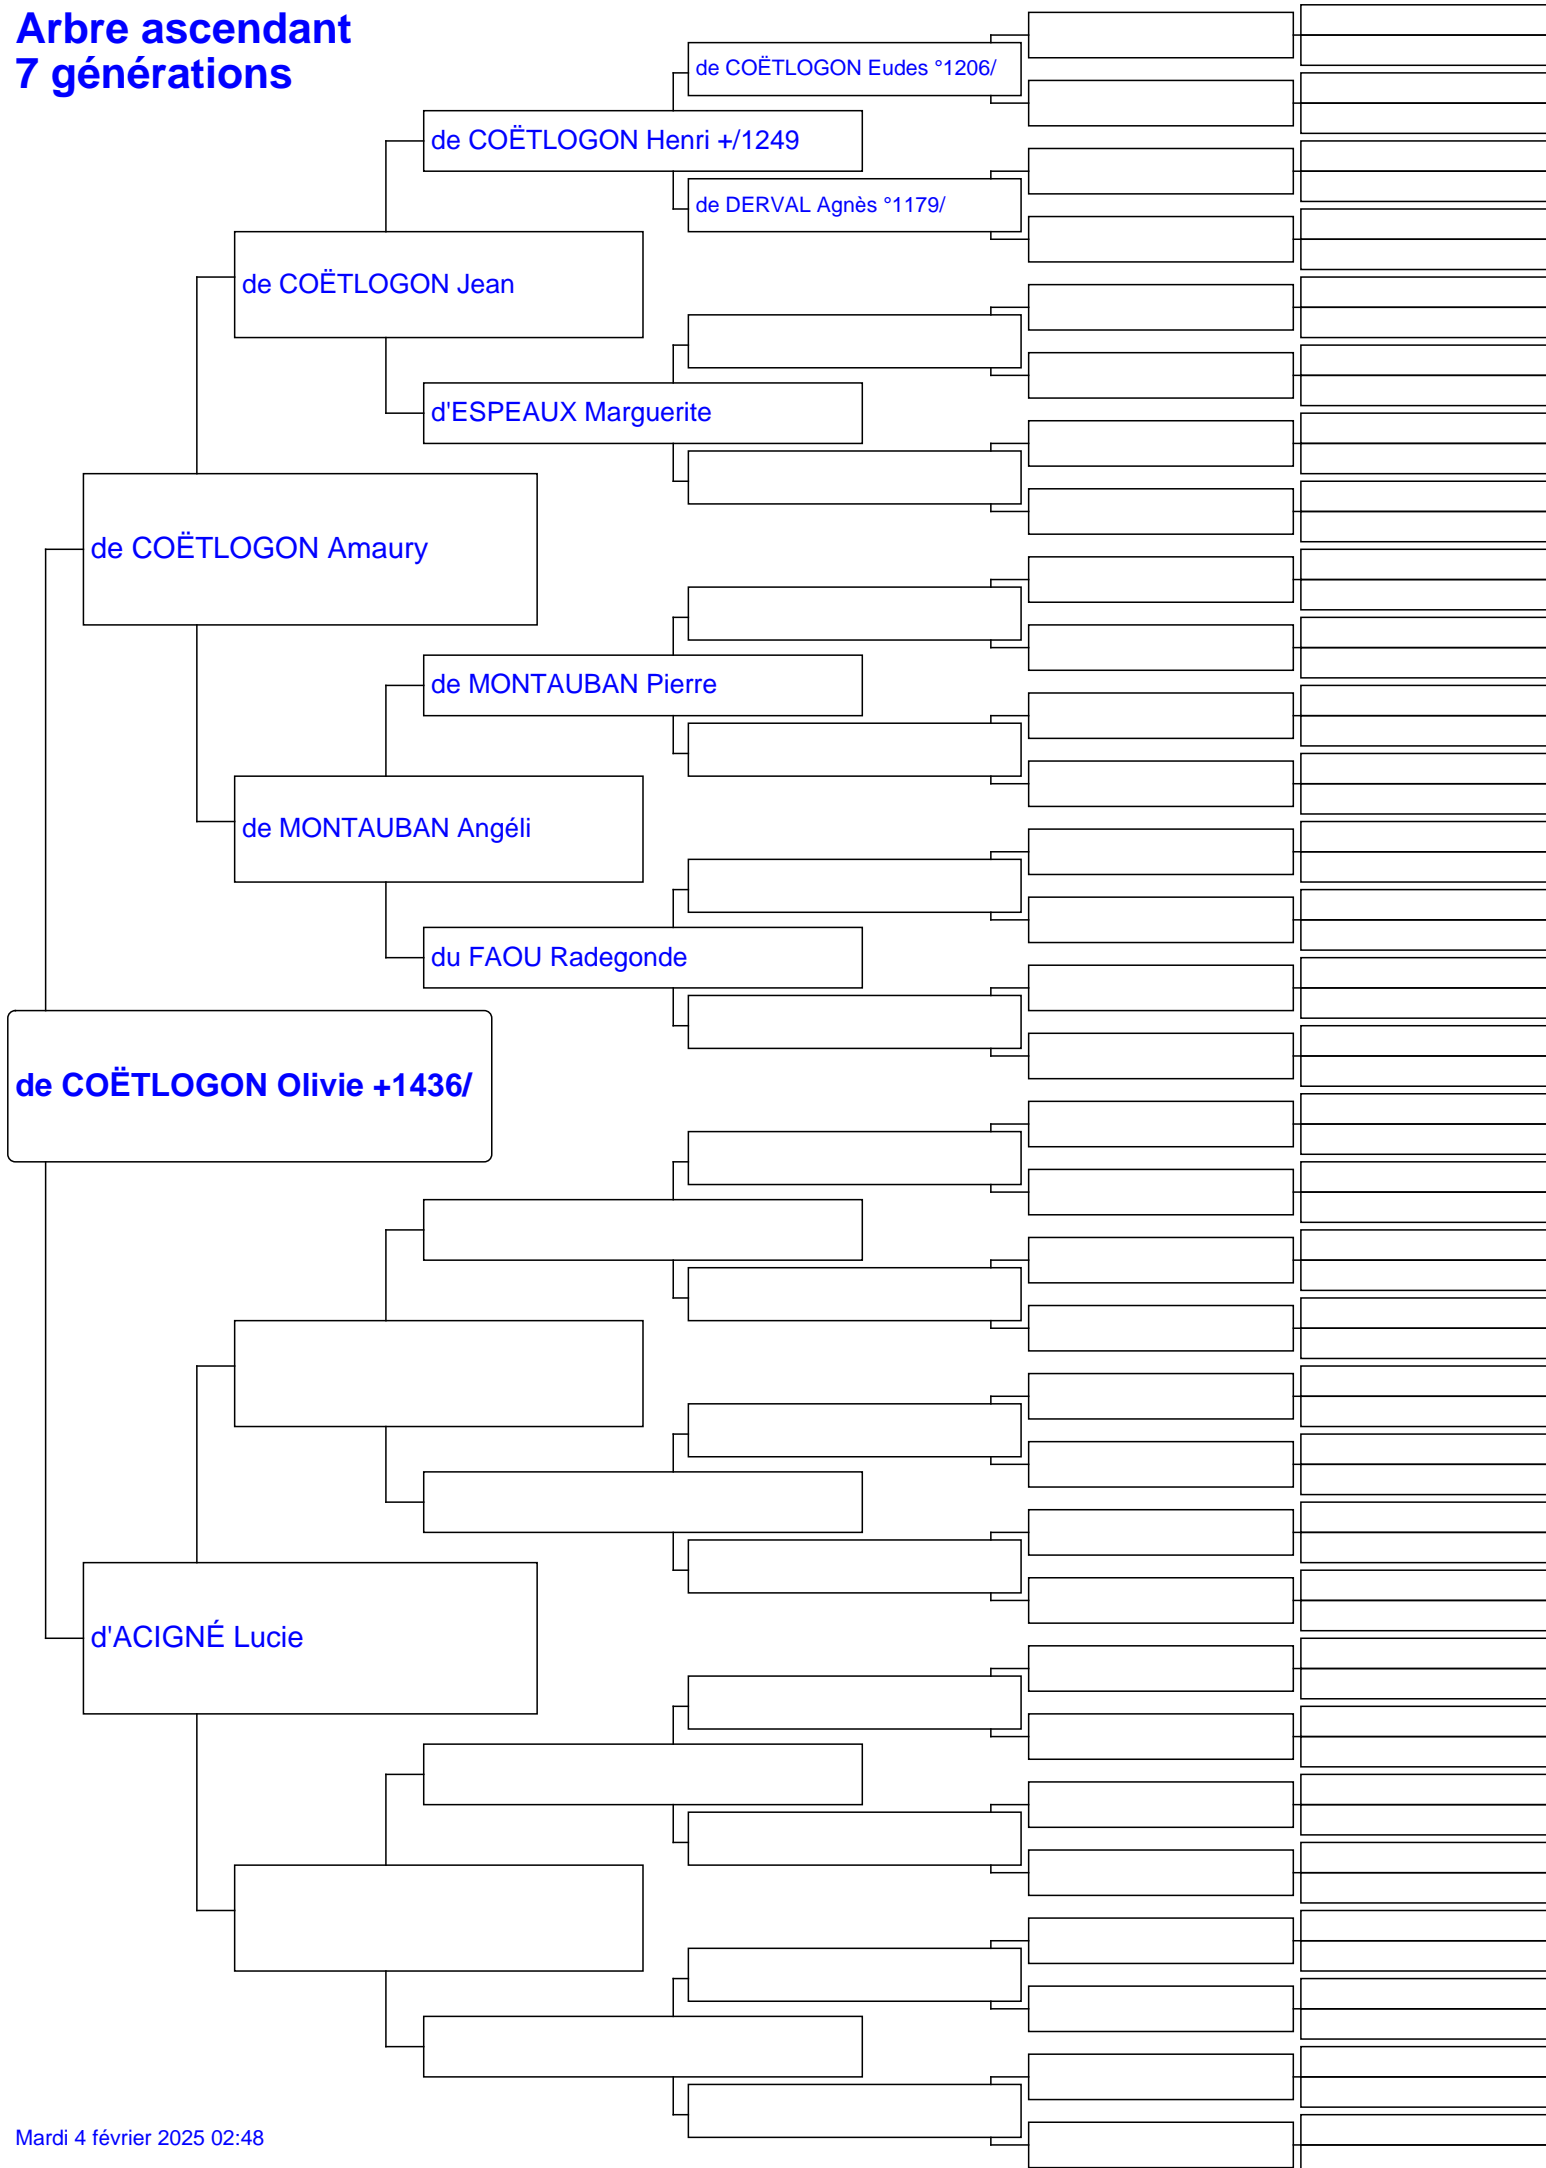 Arbre ascendant
7 générations
de COËTLOGON Eudes °1206/
de COËTLOGON Henri +/1249
de DERVAL Agnès °1179/
de COËTLOGON Jean
d'ESPEAUX Marguerite
de COËTLOGON Amaury
de MONTAUBAN Pierre
de MONTAUBAN Angéli
du FAOU Radegonde
de COËTLOGON Olivie +1436/
d'ACIGNÉ Lucie
Mardi 4 février 2025 02:48